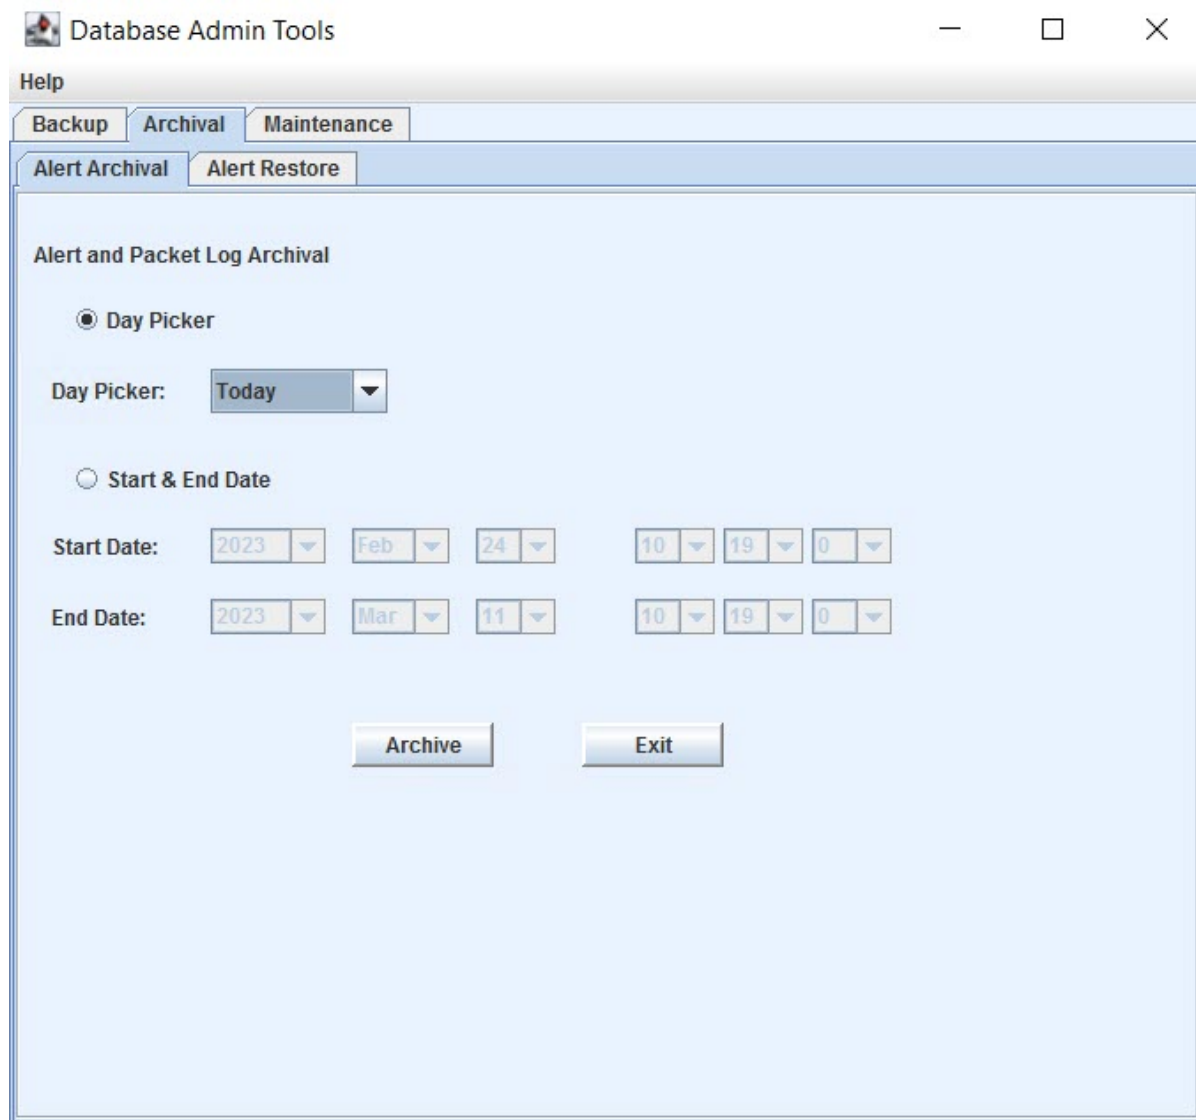 Database Admin Tools
Help
Backup Archival Maintenance
Alert Archival Alert Restore
Alert and Packet Log Archival
Day Picker
Day Picker: Today
Start & End Date
Start Date: 2023 Feb 24 10 19 0
End Date: 2023 Mar 11 10 19 0
Archive Exit